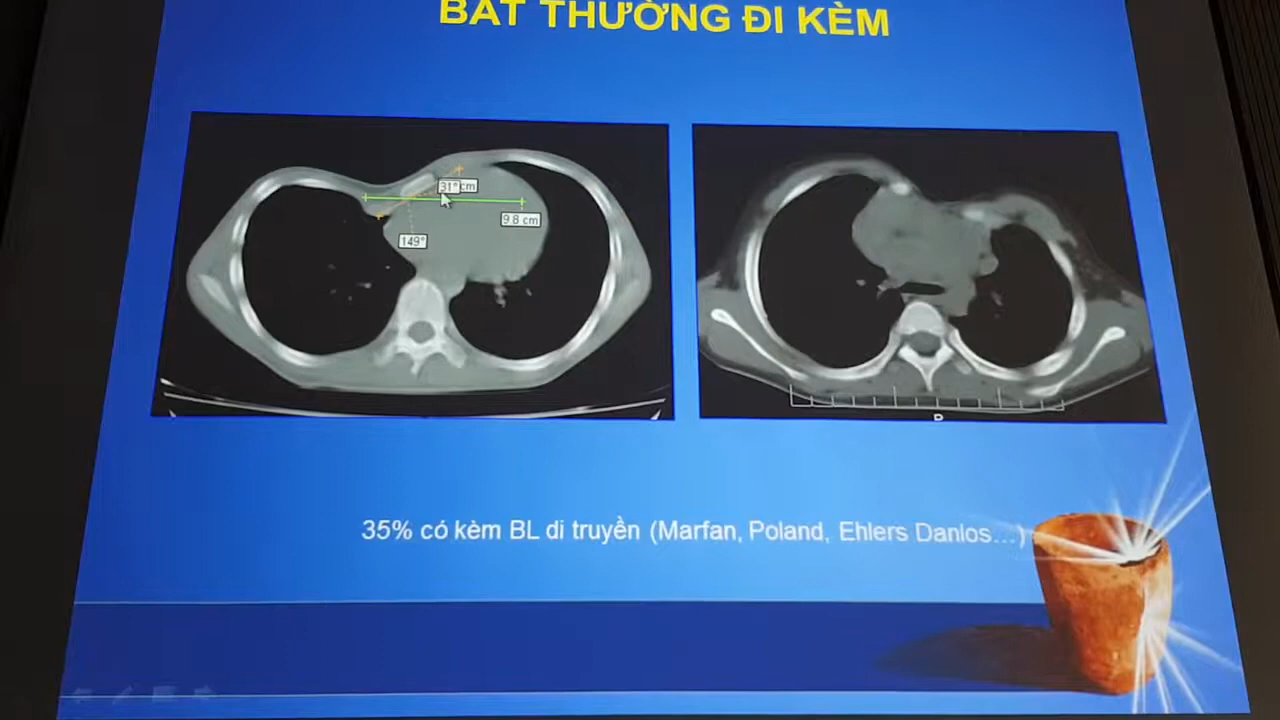 BẤT THƯỜNG ĐI KÈM
31° cm
9.8 cm
149°
35% có kèm BL di truyền (Marfan, Poland, Ehlers Danlos...)